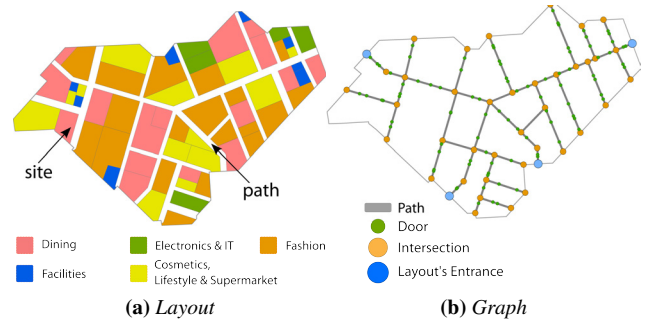 site
path
Dining
Electronics & IT
Fashion
Facilities
Cosmetics,
Lifestyle & Supermarket
(a) Layout
Path
Door
Intersection
Layout's Entrance
(b) Graph